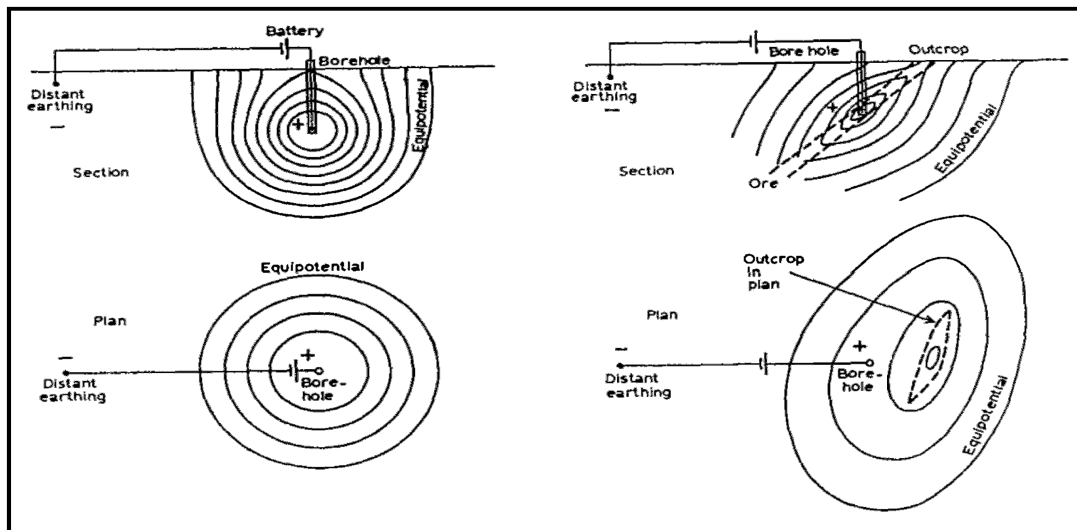 Battery
Borehole
Distant
earthing
−
+
Equipotential
Section
Equipotential
Plan
−
+
Distant
earthing
Bore-
hole
Bore hole
Outcrop
Distant
earthing
−
+
Equipotential
Section
Ore
Outcrop
in
plan
Plan
−
+
Distant
earthing
Bore-
hole
Equipotential